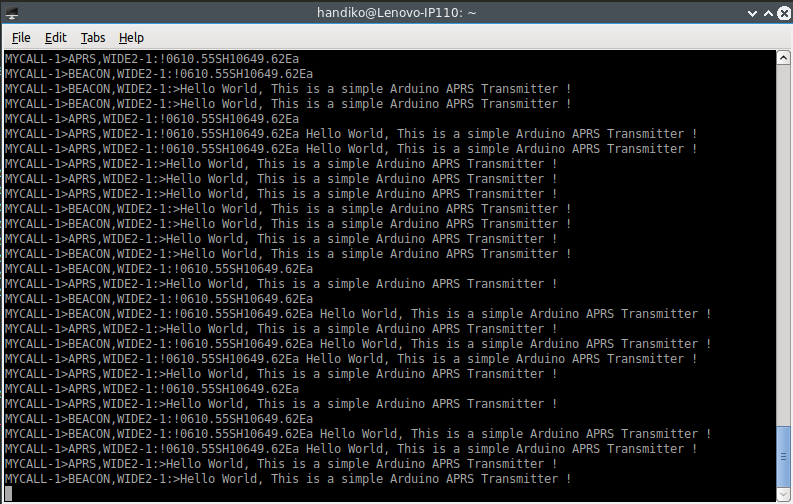 handiko@Lenovo-IP110: ~
File Edit Tabs Help
MYCALL-1>APRS,WIDE2-1:!0610.55SH10649.62Ea
MYCALL-1>BEACON,WIDE2-1:!0610.55SH10649.62Ea
MYCALL-1>BEACON,WIDE2-1:>Hello World, This is a simple Arduino APRS Transmitter !
MYCALL-1>BEACON,WIDE2-1:>Hello World, This is a simple Arduino APRS Transmitter !
MYCALL-1>APRS,WIDE2-1:!0610.55SH10649.62Ea
MYCALL-1>APRS,WIDE2-1:!0610.55SH10649.62Ea Hello World, This is a simple Arduino APRS Transmitter !
MYCALL-1>APRS,WIDE2-1:!0610.55SH10649.62Ea Hello World, This is a simple Arduino APRS Transmitter !
MYCALL-1>APRS,WIDE2-1:>Hello World, This is a simple Arduino APRS Transmitter !
MYCALL-1>APRS,WIDE2-1:>Hello World, This is a simple Arduino APRS Transmitter !
MYCALL-1>APRS,WIDE2-1:>Hello World, This is a simple Arduino APRS Transmitter !
MYCALL-1>BEACON,WIDE2-1:>Hello World, This is a simple Arduino APRS Transmitter !
MYCALL-1>BEACON,WIDE2-1:>Hello World, This is a simple Arduino APRS Transmitter !
MYCALL-1>APRS,WIDE2-1:>Hello World, This is a simple Arduino APRS Transmitter !
MYCALL-1>BEACON,WIDE2-1:>Hello World, This is a simple Arduino APRS Transmitter !
MYCALL-1>BEACON,WIDE2-1:!0610.55SH10649.62Ea
MYCALL-1>APRS,WIDE2-1:>Hello World, This is a simple Arduino APRS Transmitter !
MYCALL-1>BEACON,WIDE2-1:!0610.55SH10649.62Ea
MYCALL-1>BEACON,WIDE2-1:!0610.55SH10649.62Ea Hello World, This is a simple Arduino APRS Transmitter !
MYCALL-1>APRS,WIDE2-1:>Hello World, This is a simple Arduino APRS Transmitter !
MYCALL-1>BEACON,WIDE2-1:!0610.55SH10649.62Ea Hello World, This is a simple Arduino APRS Transmitter !
MYCALL-1>APRS,WIDE2-1:!0610.55SH10649.62Ea Hello World, This is a simple Arduino APRS Transmitter !
MYCALL-1>APRS,WIDE2-1:>Hello World, This is a simple Arduino APRS Transmitter !
MYCALL-1>APRS,WIDE2-1:!0610.55SH10649.62Ea
MYCALL-1>APRS,WIDE2-1:>Hello World, This is a simple Arduino APRS Transmitter !
MYCALL-1>BEACON,WIDE2-1:!0610.55SH10649.62Ea
MYCALL-1>BEACON,WIDE2-1:!0610.55SH10649.62Ea Hello World, This is a simple Arduino APRS Transmitter !
MYCALL-1>APRS,WIDE2-1:!0610.55SH10649.62Ea Hello World, This is a simple Arduino APRS Transmitter !
MYCALL-1>APRS,WIDE2-1:>Hello World, This is a simple Arduino APRS Transmitter !
MYCALL-1>BEACON,WIDE2-1:>Hello World, This is a simple Arduino APRS Transmitter !